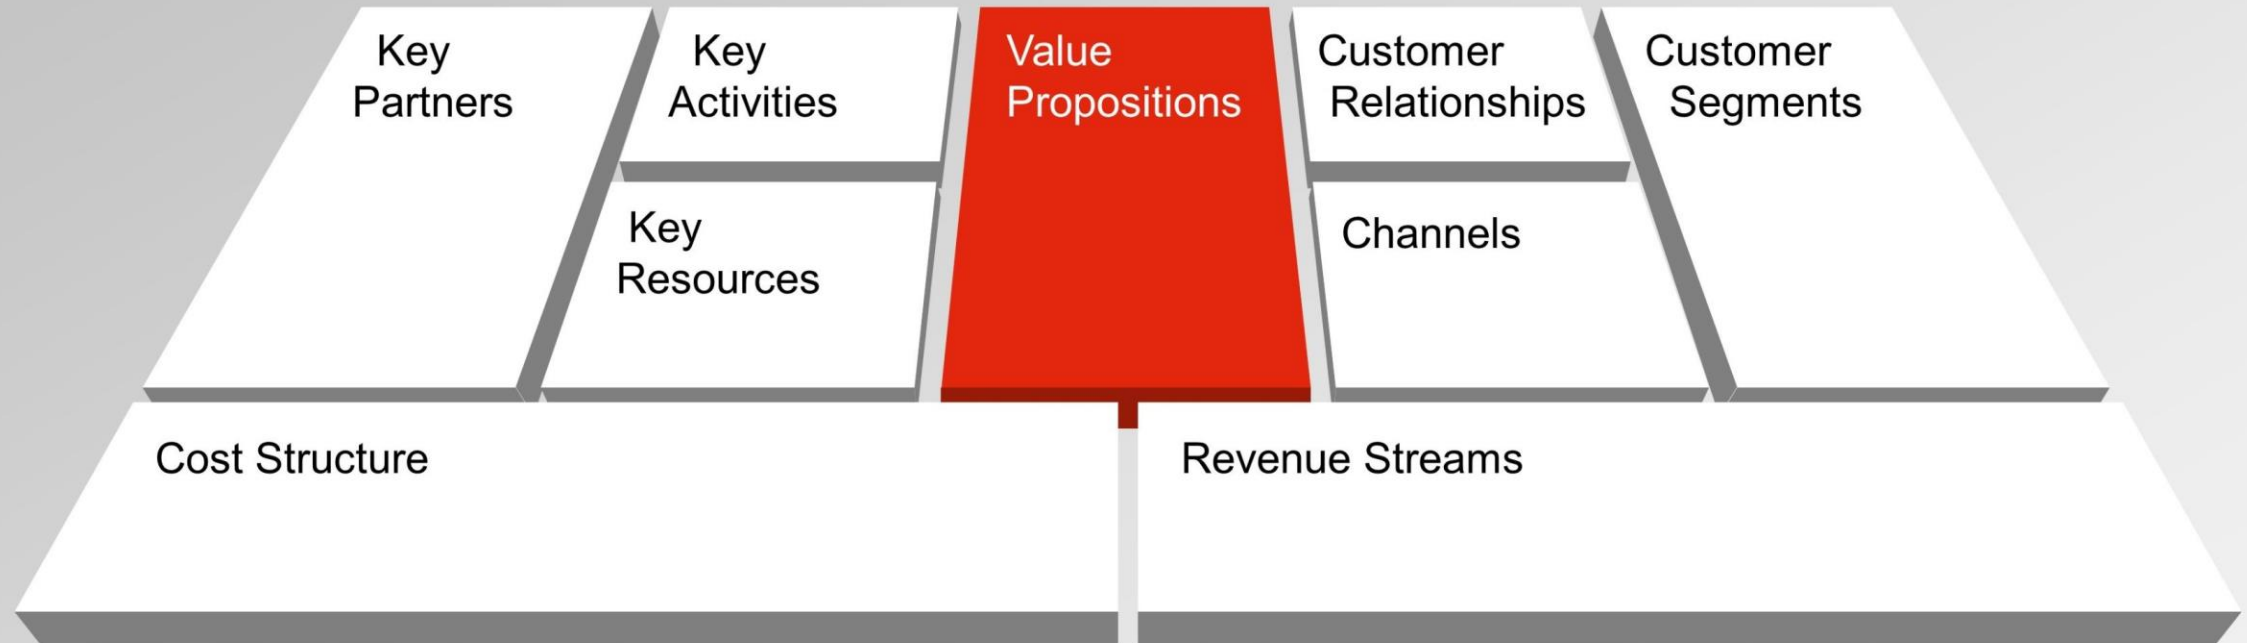 Key
Partners
Key
Activities
Key
Resources
Value
Propositions
Customer
Relationships
Channels
Customer
Segments
Cost Structure
Revenue Streams